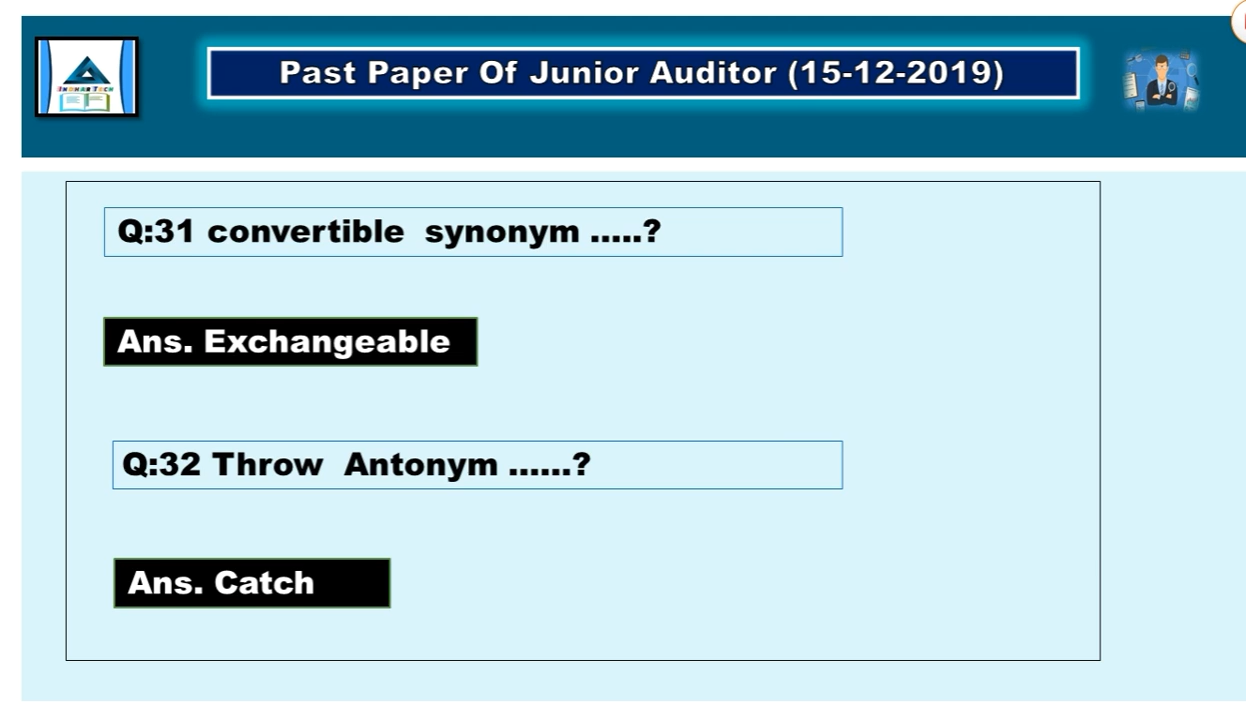 Past Paper Of Junior Auditor (15-12-2019)
Q:31 convertible synonym .....?
Ans. Exchangeable
Q:32 Throw Antonym ......?
Ans. Catch